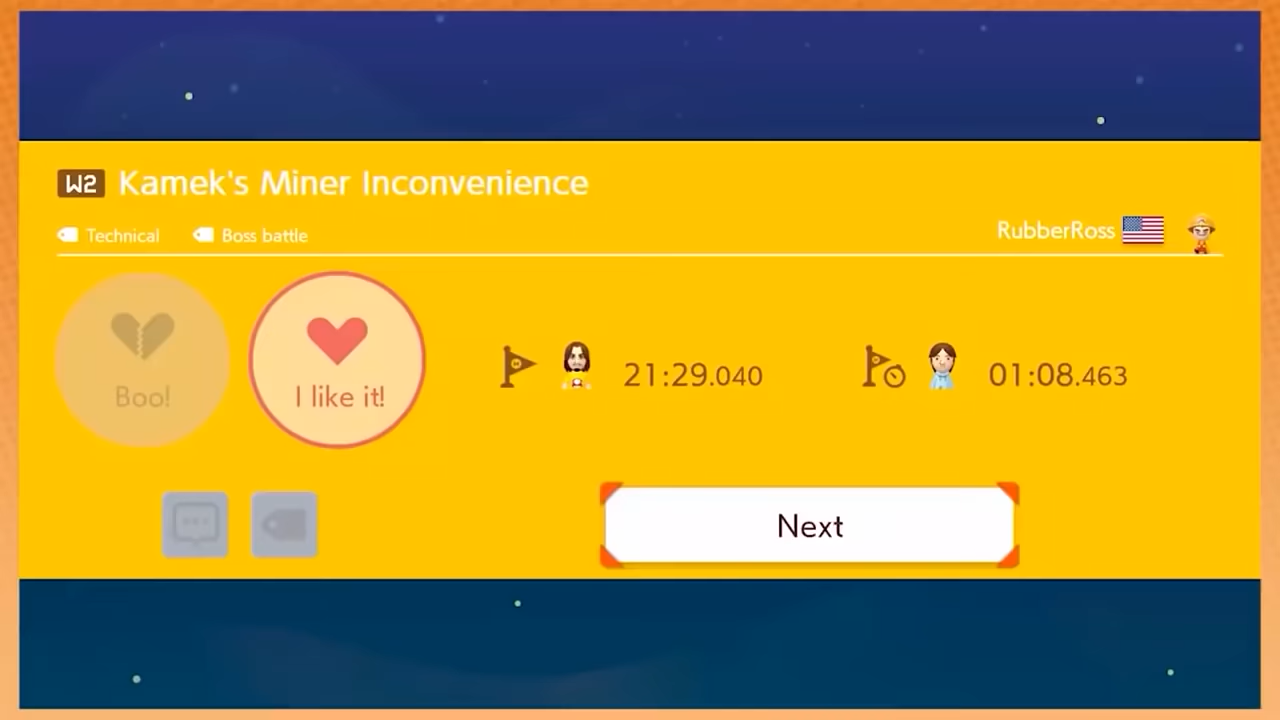 W2 Kamek's Miner Inconvenience
Technical Boss battle RubberRoss
Boo! I like it! 21:29.040 01:08.463
Next